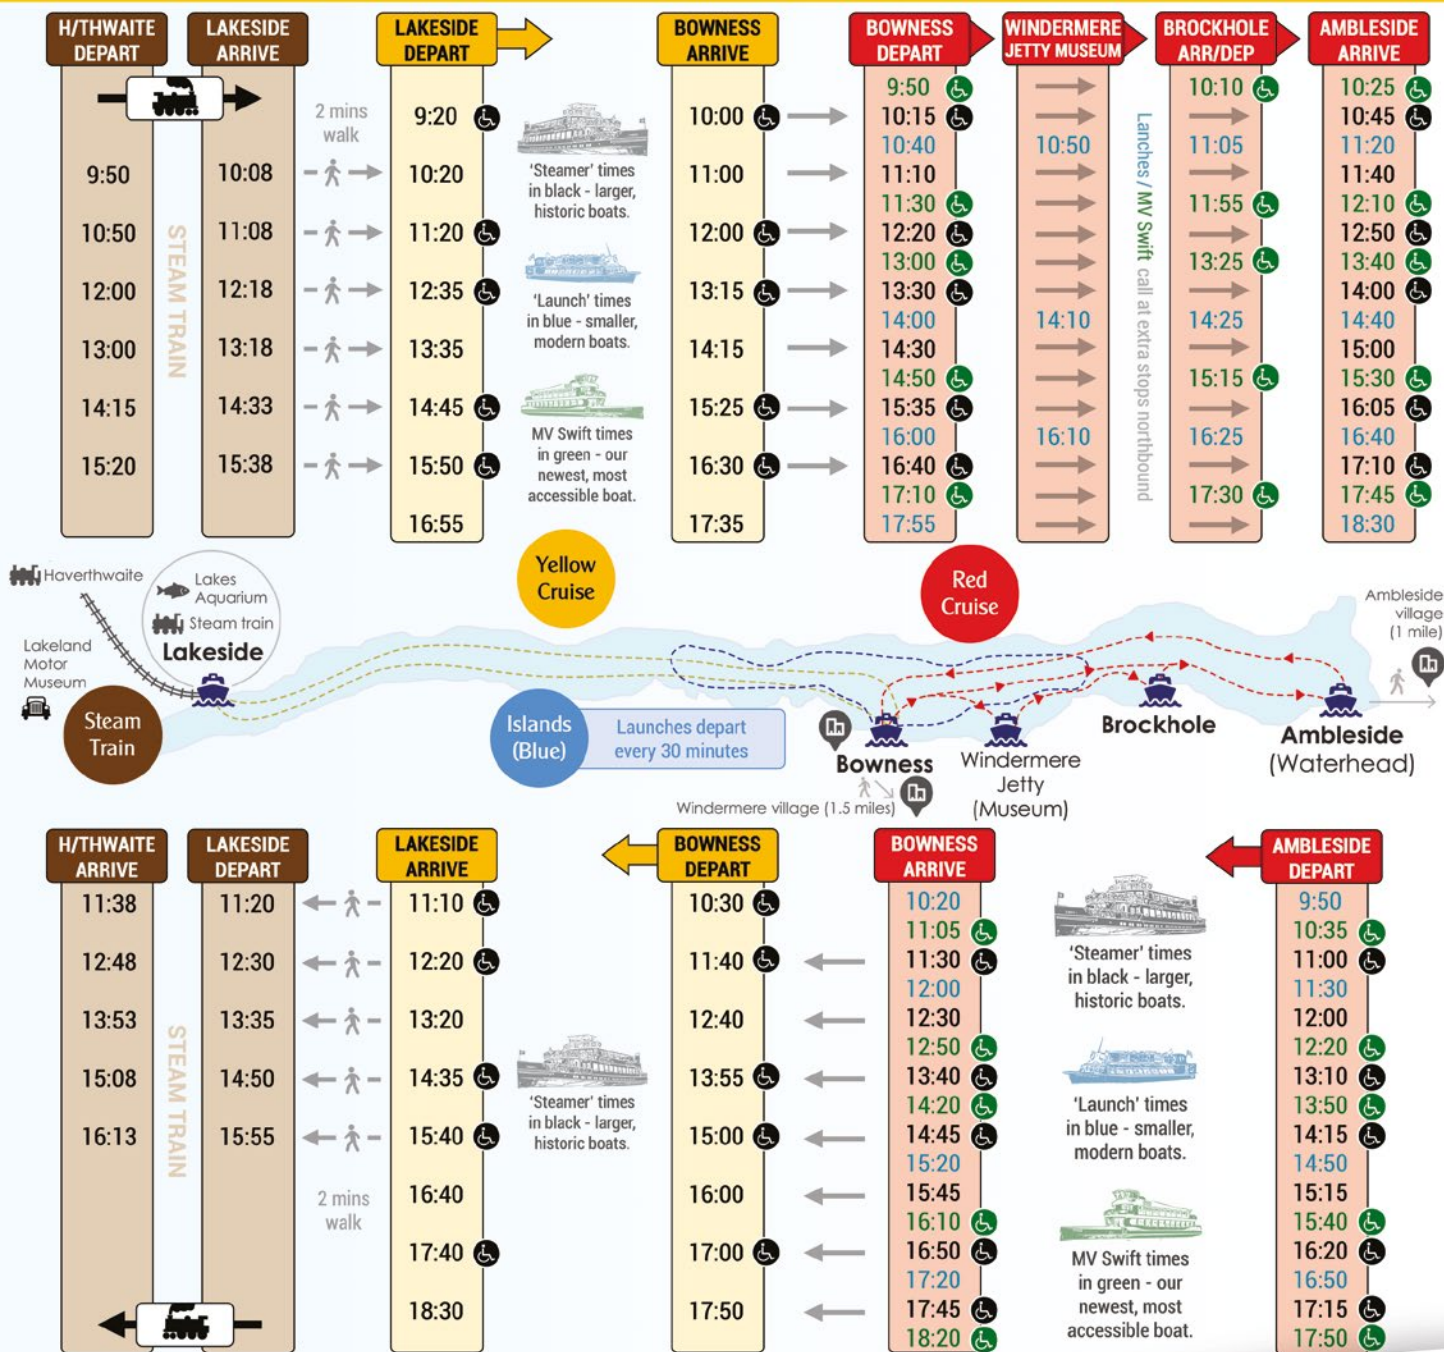 H/THWAITE DEPART
LAKESIDE ARRIVE
LAKESIDE DEPART
BOWNESS ARRIVE
BOWNESS DEPART
WINDERMERE JETTY MUSEUM
BROCKHOLE ARR/DEP
AMBLESIDE ARRIVE
9:50 10:10 10:25
2 mins
walk
9:20 10:00 10:15 10:45
10:40 10:50 11:05 11:20
9:50 10:08 10:20 11:00 11:10 11:40
11:30 11:55 12:10
10:50 11:08 11:20 12:00 12:20 12:50
13:00 13:25 13:40
12:00 12:18 12:35 13:15 13:30 14:00
14:00 14:10 14:25 14:40
13:00 13:18 13:35 14:15 14:30 15:00
14:50 15:15 15:30
14:15 14:33 14:45 15:25 15:35 16:05
16:00 16:10 16:25 16:40
15:20 15:38 15:50 16:30 16:40 17:10
17:10 17:30 17:45
16:55 17:35 17:55 18:30
STEAM TRAIN
'Steamer' times
in black - larger,
historic boats.
'Launch' times
in blue - smaller,
modern boats.
MV Swift times
in green - our
newest, most
accessible boat.
Lanches / MV Swift call at extra stops northbound
Haverthwaite
Lakes
Aquarium
Steam train
Lakeside
Lakeland
Motor
Museum
Steam
Train
Yellow
Cruise
Islands
(Blue)
Launches depart
every 30 minutes
Red
Cruise
Bowness
Windermere village (1.5 miles)
Windermere
Jetty
(Museum)
Brockhole
Ambleside
(Waterhead)
Ambleside
village
(1 mile)
H/THWAITE ARRIVE
LAKESIDE DEPART
LAKESIDE ARRIVE
BOWNESS DEPART
BOWNESS ARRIVE
AMBLESIDE DEPART
11:38 11:20 11:10 10:30 10:20 9:50
11:05 10:35
12:48 12:30 12:20 11:40 11:30 11:00
12:00 11:30
13:53 13:35 13:20 12:40 12:30 12:00
12:50 12:20
15:08 14:50 14:35 13:55 13:40 13:10
14:20 13:50
16:13 15:55 15:40 15:00 14:45 14:15
15:20 14:50
16:40 16:00 15:45 15:15
16:10 15:40
17:40 17:00 16:50 16:20
17:20 16:50
18:30 17:50 17:45 17:15
18:20 17:50
STEAM TRAIN
2 mins
walk
'Steamer' times
in black - larger,
historic boats.
'Steamer' times
in black - larger,
historic boats.
'Launch' times
in blue - smaller,
modern boats.
MV Swift times
in green - our
newest, most
accessible boat.